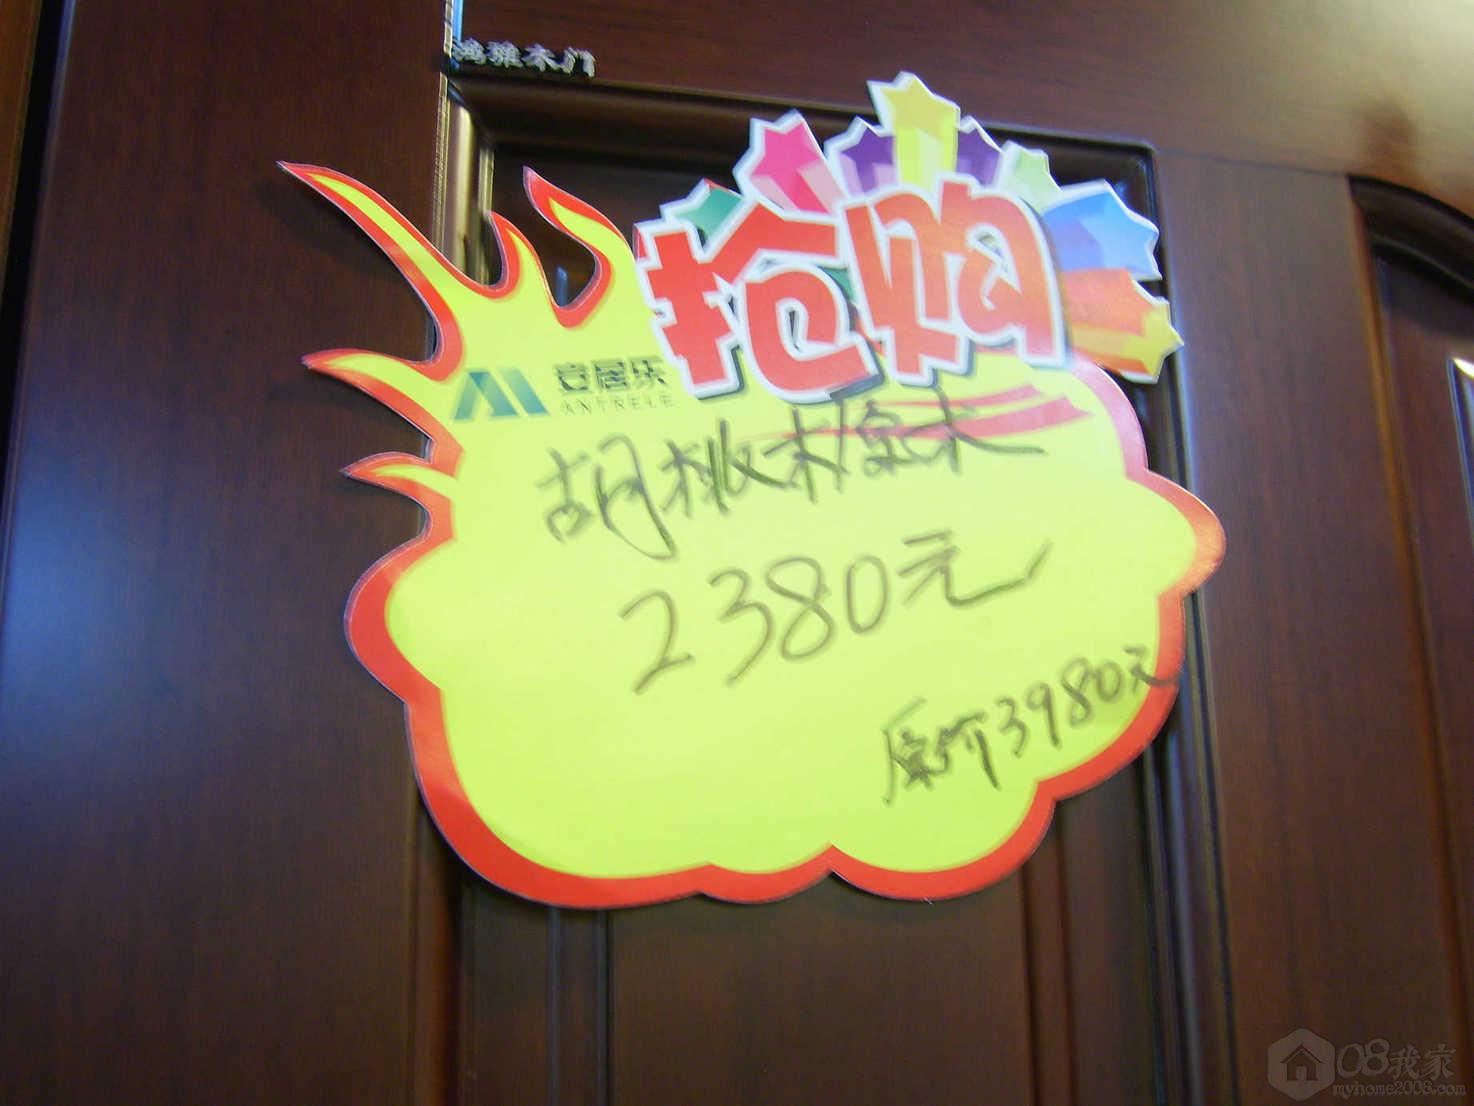 鸿雅木门
抢购
安居乐
ANTRELE
胡桃木原木
2380元
原价3980元
08我家
myhome2008.com